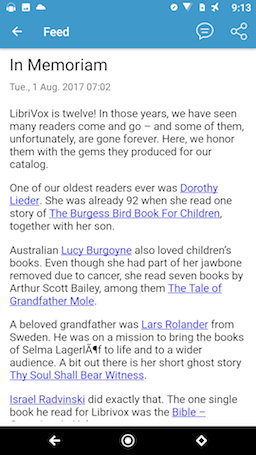 9:13
Feed
In Memoriam
Tue., 1 Aug. 2017 07:02
LibriVox is twelve! In those years, we have seen
many readers come and go – and some of them,
unfortunately, are gone forever. Here, we honor
them with the gems they produced for our
catalog.
One of our oldest readers ever was Dorothy
Lieder. She was already 92 when she read one
story of The Burgess Bird Book For Children,
together with her son.
Australian Lucy Burgoyne also loved children's
books. Even though she had part of her jawbone
removed due to cancer, she read seven books by
Arthur Scott Bailey, among them The Tale of
Grandfather Mole.
A beloved grandfather was Lars Rolander from
Sweden. He was on a mission to bring the books
of Selma LagerlÃ¶f to life and to a wider
audience. A bit out there is her short ghost story
Thy Soul Shall Bear Witness.
Israel Radvinski did exactly that. The one single
book he read for Librivox was the Bible –